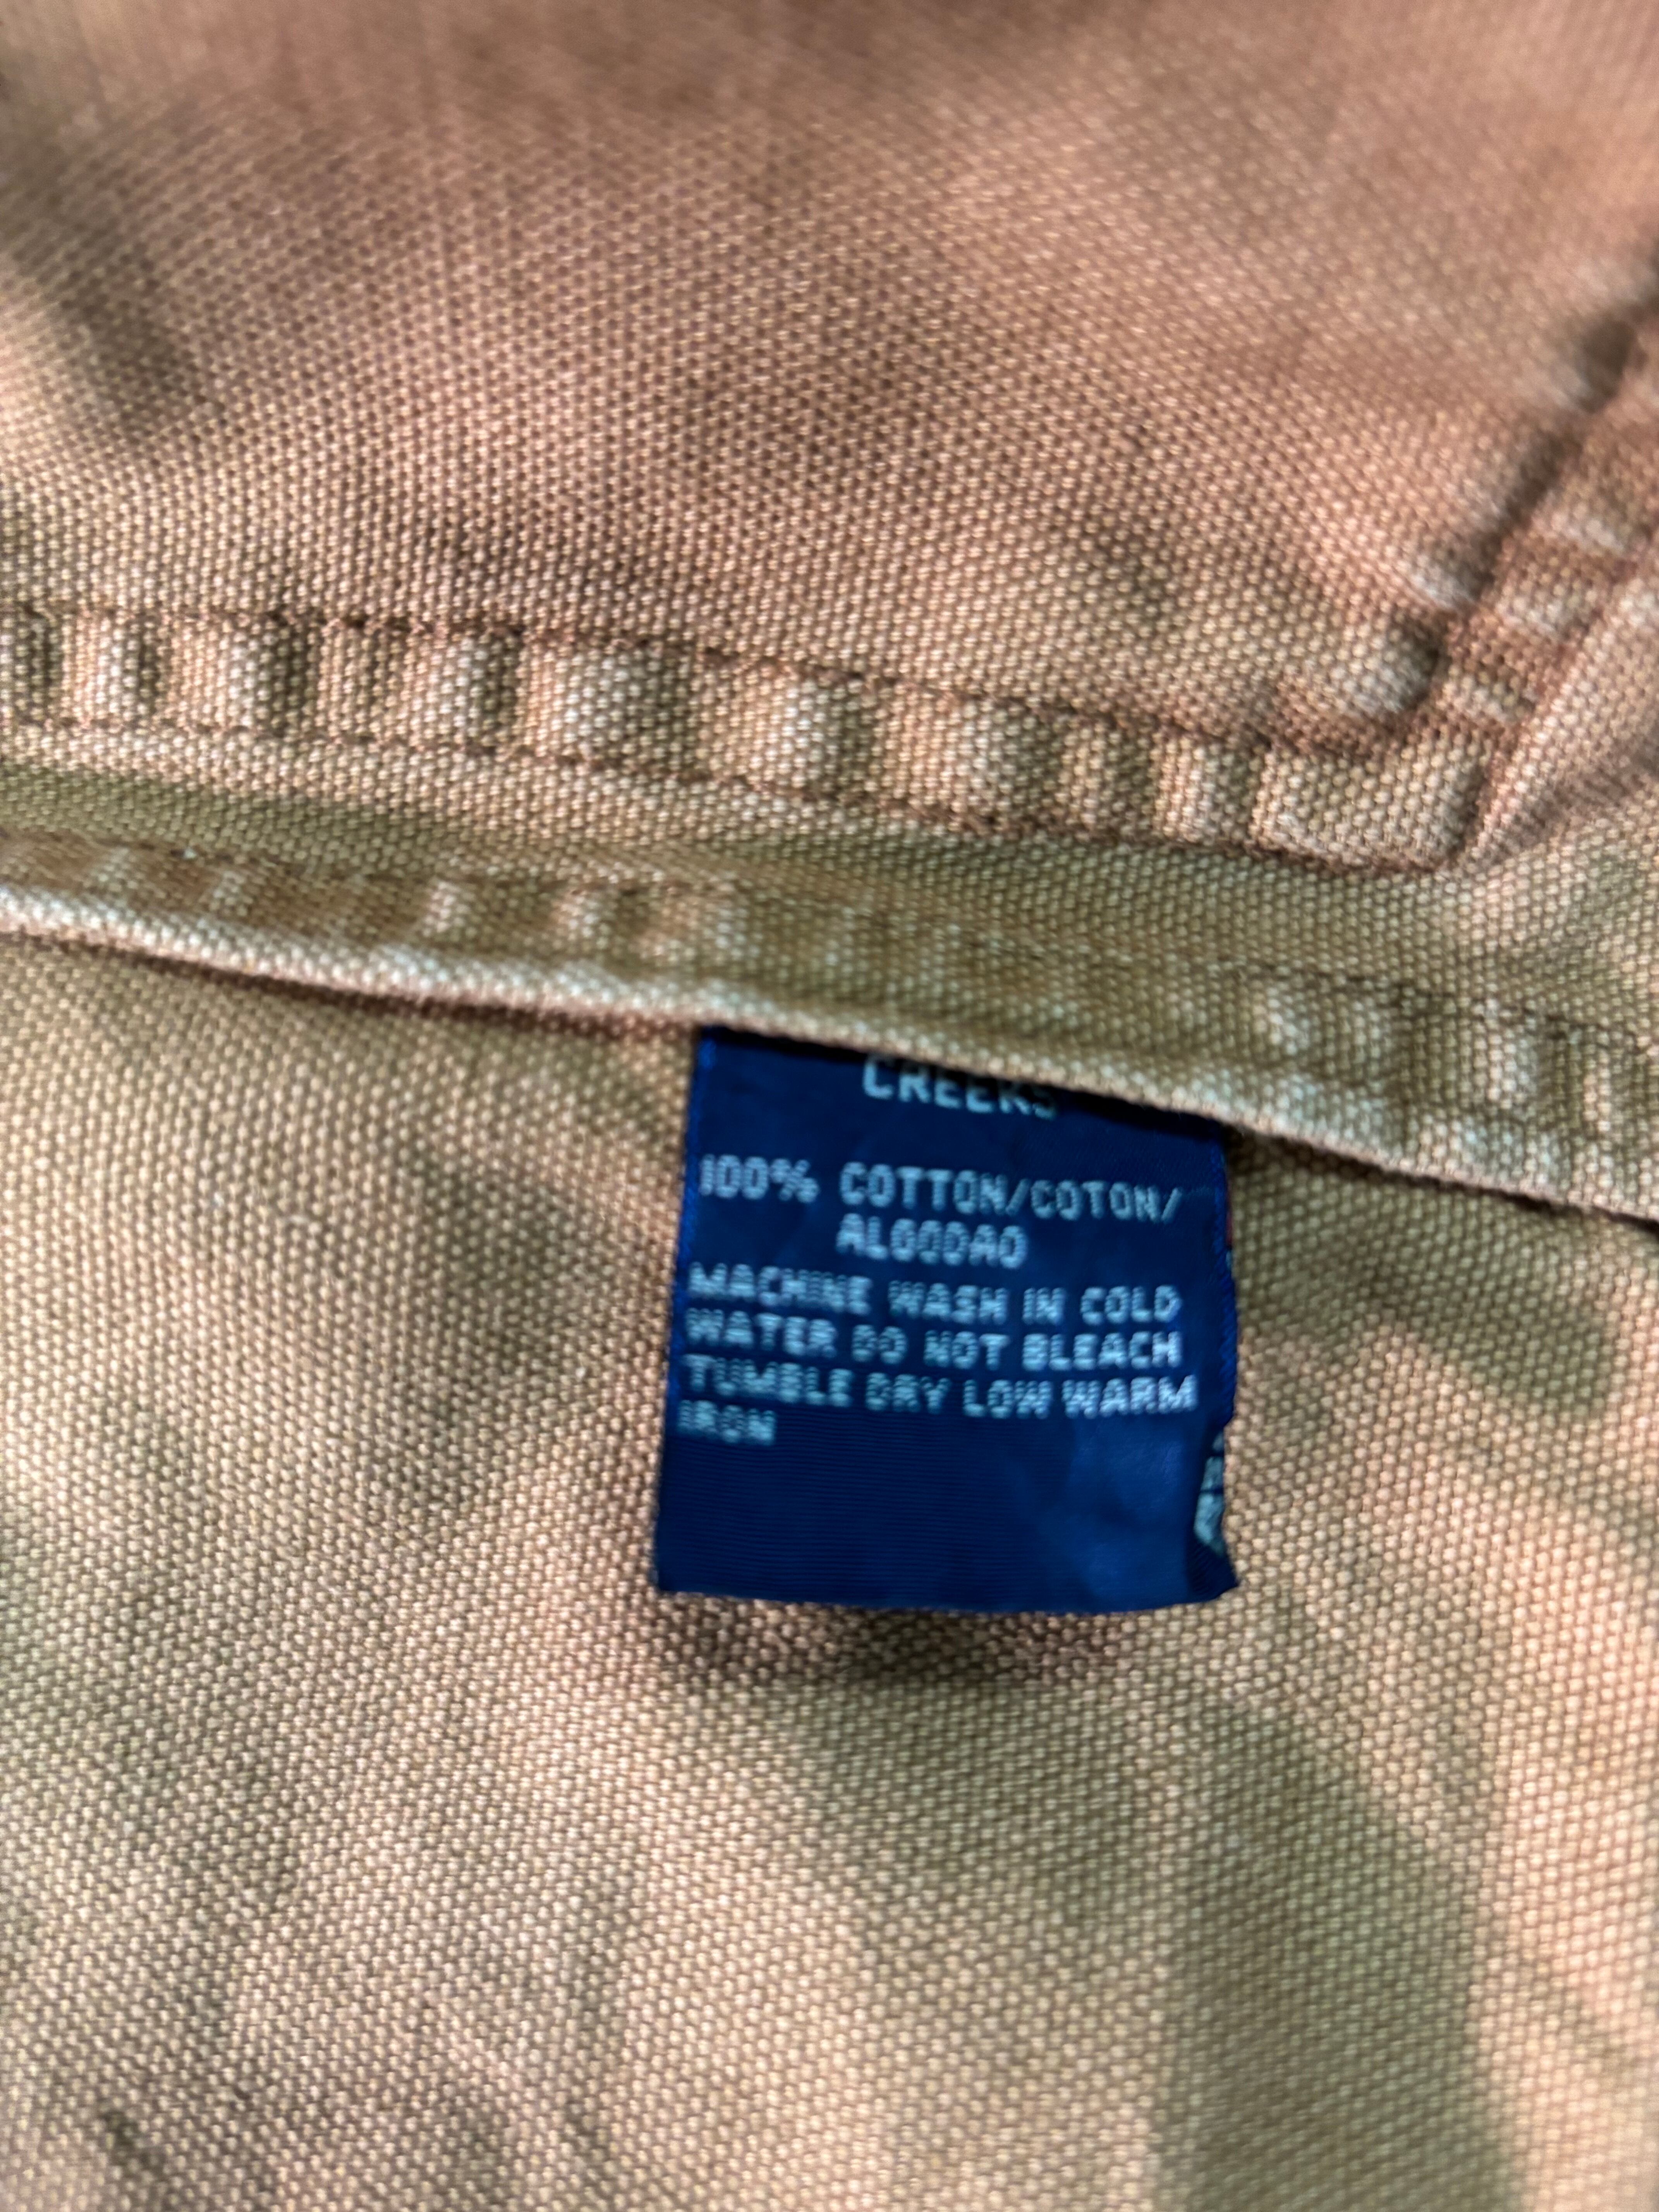 CREEKS
100% COTTON/COTON/
ALGODAO
MACHINE WASH IN COLD
WATER DO NOT BLEACH
TUMBLE DRY LOW WARM
IRON